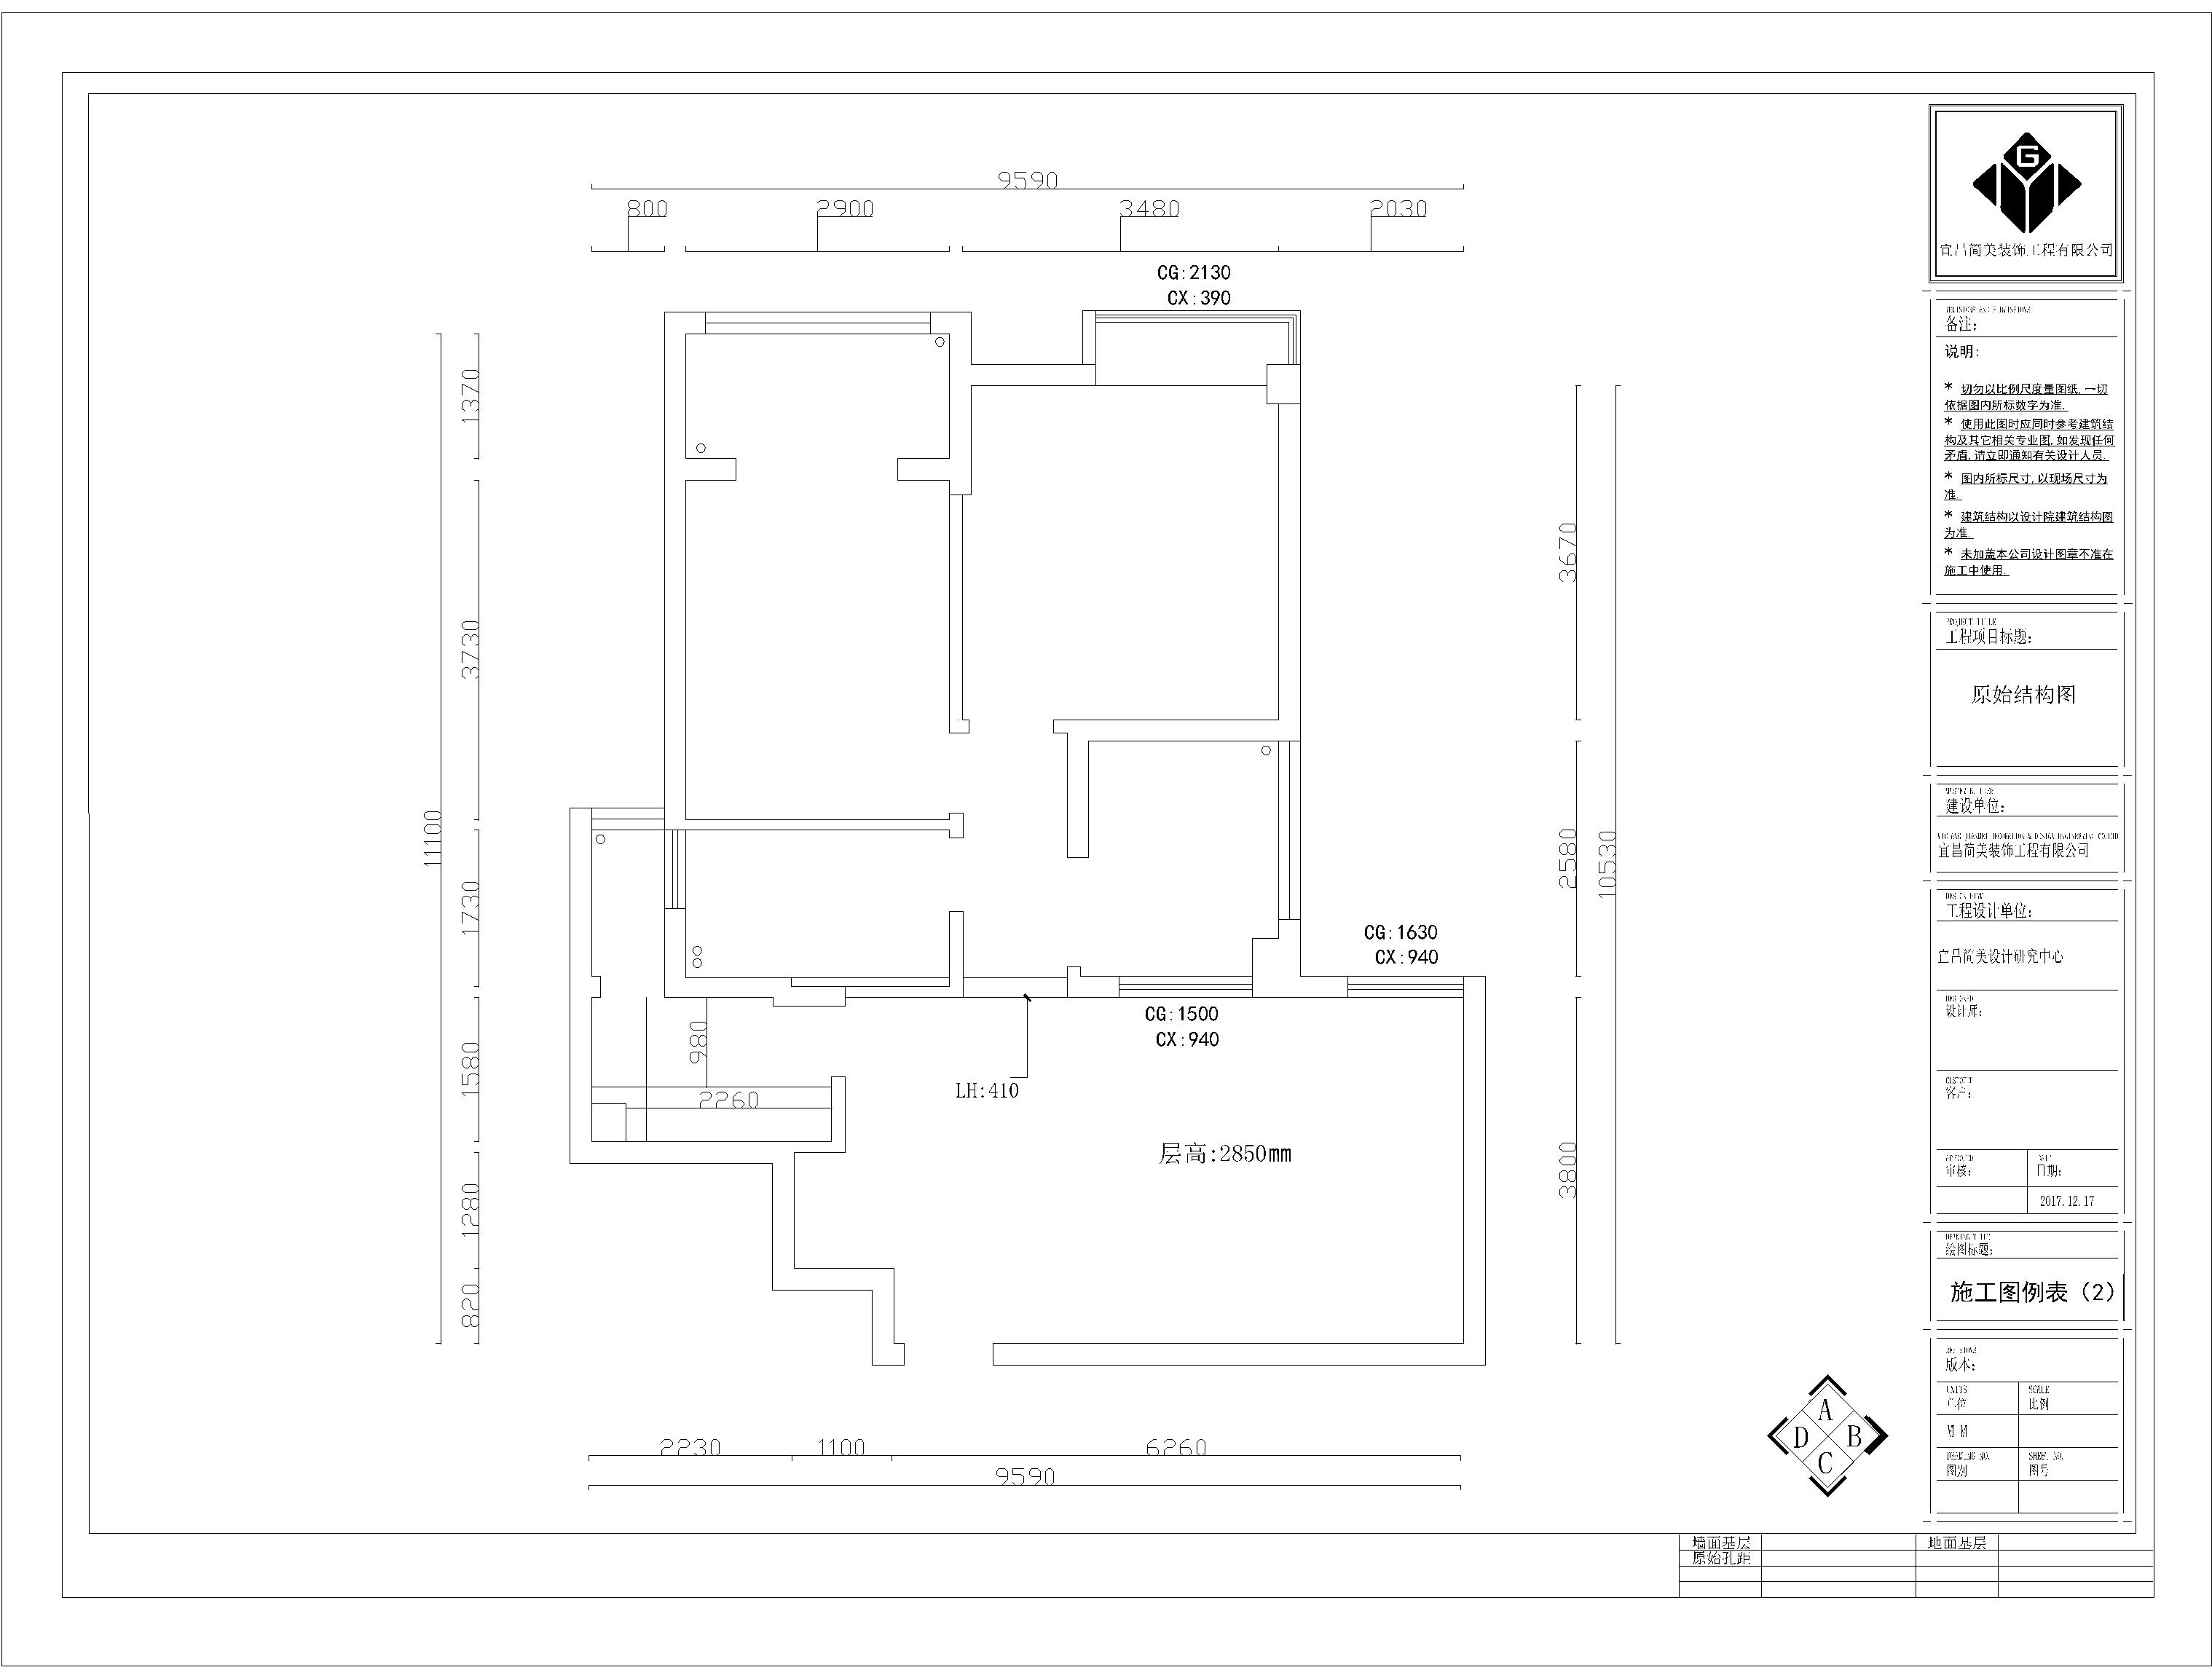 9590
800
2900
3480
2030
CG:2130
CX:390
1370
3730
11100
1730
1580
1280
820
3670
2580
10530
3800
CG:1630
CX:940
CG:1500
CX:940
980
2260
LH:410
层高:2850mm
2230
1100
6260
9590
A
D
B
C
G
宜昌简美装饰工程有限公司
备注:
说明:
* 切勿以比例尺度量图纸,一切
依据图内所标数字为准.
* 使用此图时应同时参考建筑结
构及其它相关专业图,如发现任何
矛盾,请立即通知有关设计人员.
* 图内所标尺寸,以现场尺寸为
准.
* 建筑结构以设计院建筑结构图
为准.
* 未加盖本公司设计图章不准在
施工中使用.
PROJECT TITLE
工程项目标题:
原始结构图
建设单位:
宜昌简美装饰工程有限公司
工程设计单位:
宜昌简美设计研究中心
设计师:
客户:
审核:
日期:
2017.12.17
绘图标题:
施工图例表（2）
版本:
UNITS
单位
SCALE
比例
MM
DRAWING NO.
图别
SHEET NO.
图号
墙面基层
地面基层
原始孔距